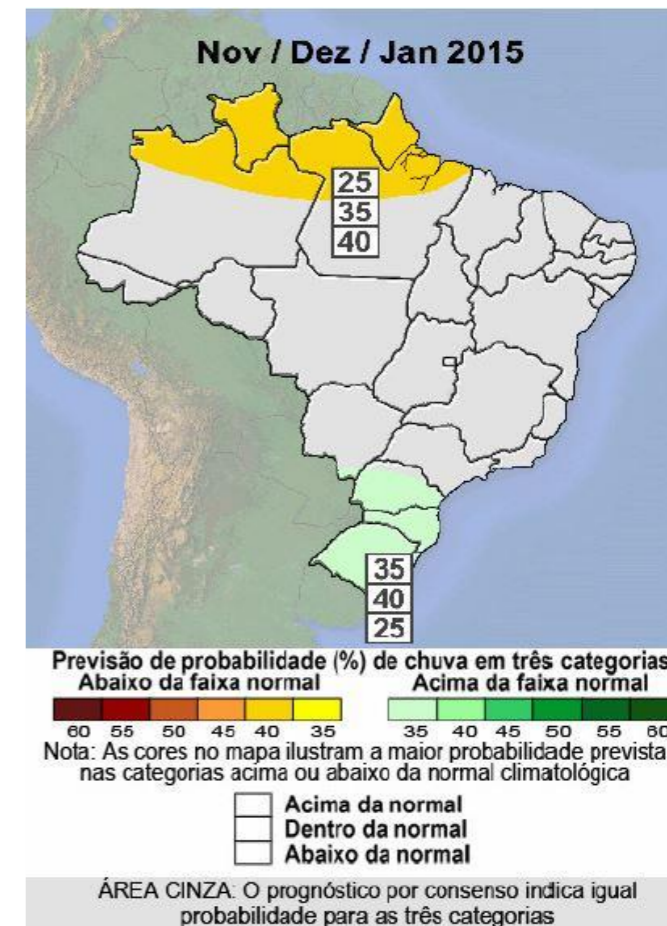 Nov / Dez / Jan 2015
25
35
40
35
40
25
Previsão de probabilidade (%) de chuva em três categorias
Abaixo da faixa normal Acima da faixa normal
60 55 50 45 40 35 35 40 45 50 55 60
Nota: As cores no mapa ilustram a maior probabilidade prevista
nas categorias acima ou abaixo da normal climatológica
Acima da normal
Dentro da normal
Abaixo da normal
ÁREA CINZA: O prognóstico por consenso indica igual
probabilidade para as três categorias